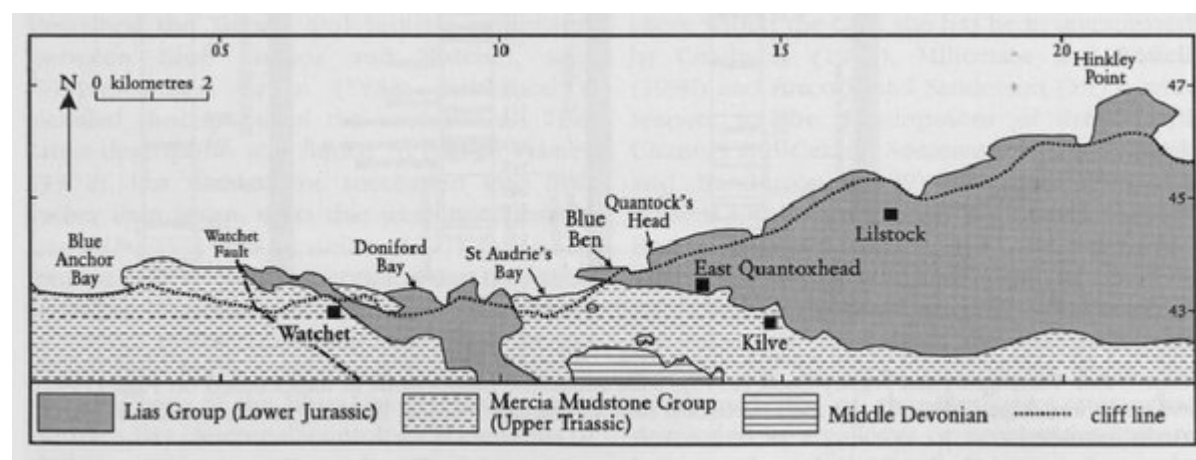 05
10
15
20
N
0 kilometres 2
Hinkley
Point
47
45
43
Blue
Anchor
Bay
Watchet
Fault
Doniford
Bay
St Audrie's
Bay
Blue
Ben
Quantock's
Head
East Quantoxhead
Lilstock
Watchet
Kilve
Lias Group (Lower Jurassic)
Mercia Mudstone Group
(Upper Triassic)
Middle Devonian
cliff line